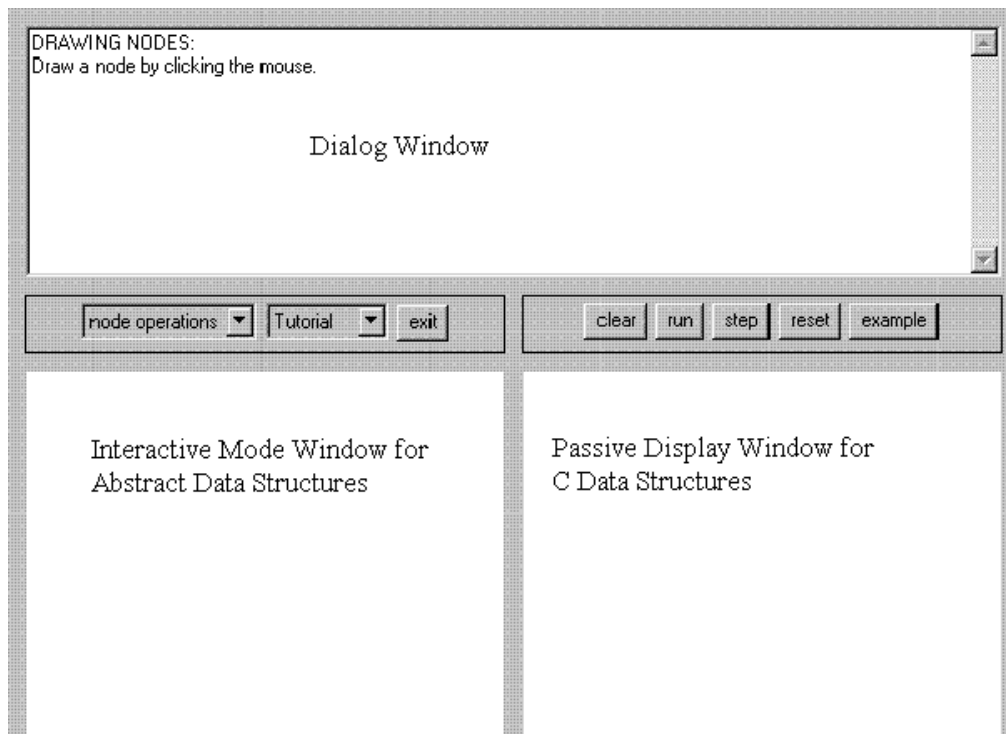 DRAWING NODES:
Draw a node by clicking the mouse.
Dialog Window
node operations Tutorial exit
clear run step reset example
Interactive Mode Window for
Abstract Data Structures
Passive Display Window for
C Data Structures